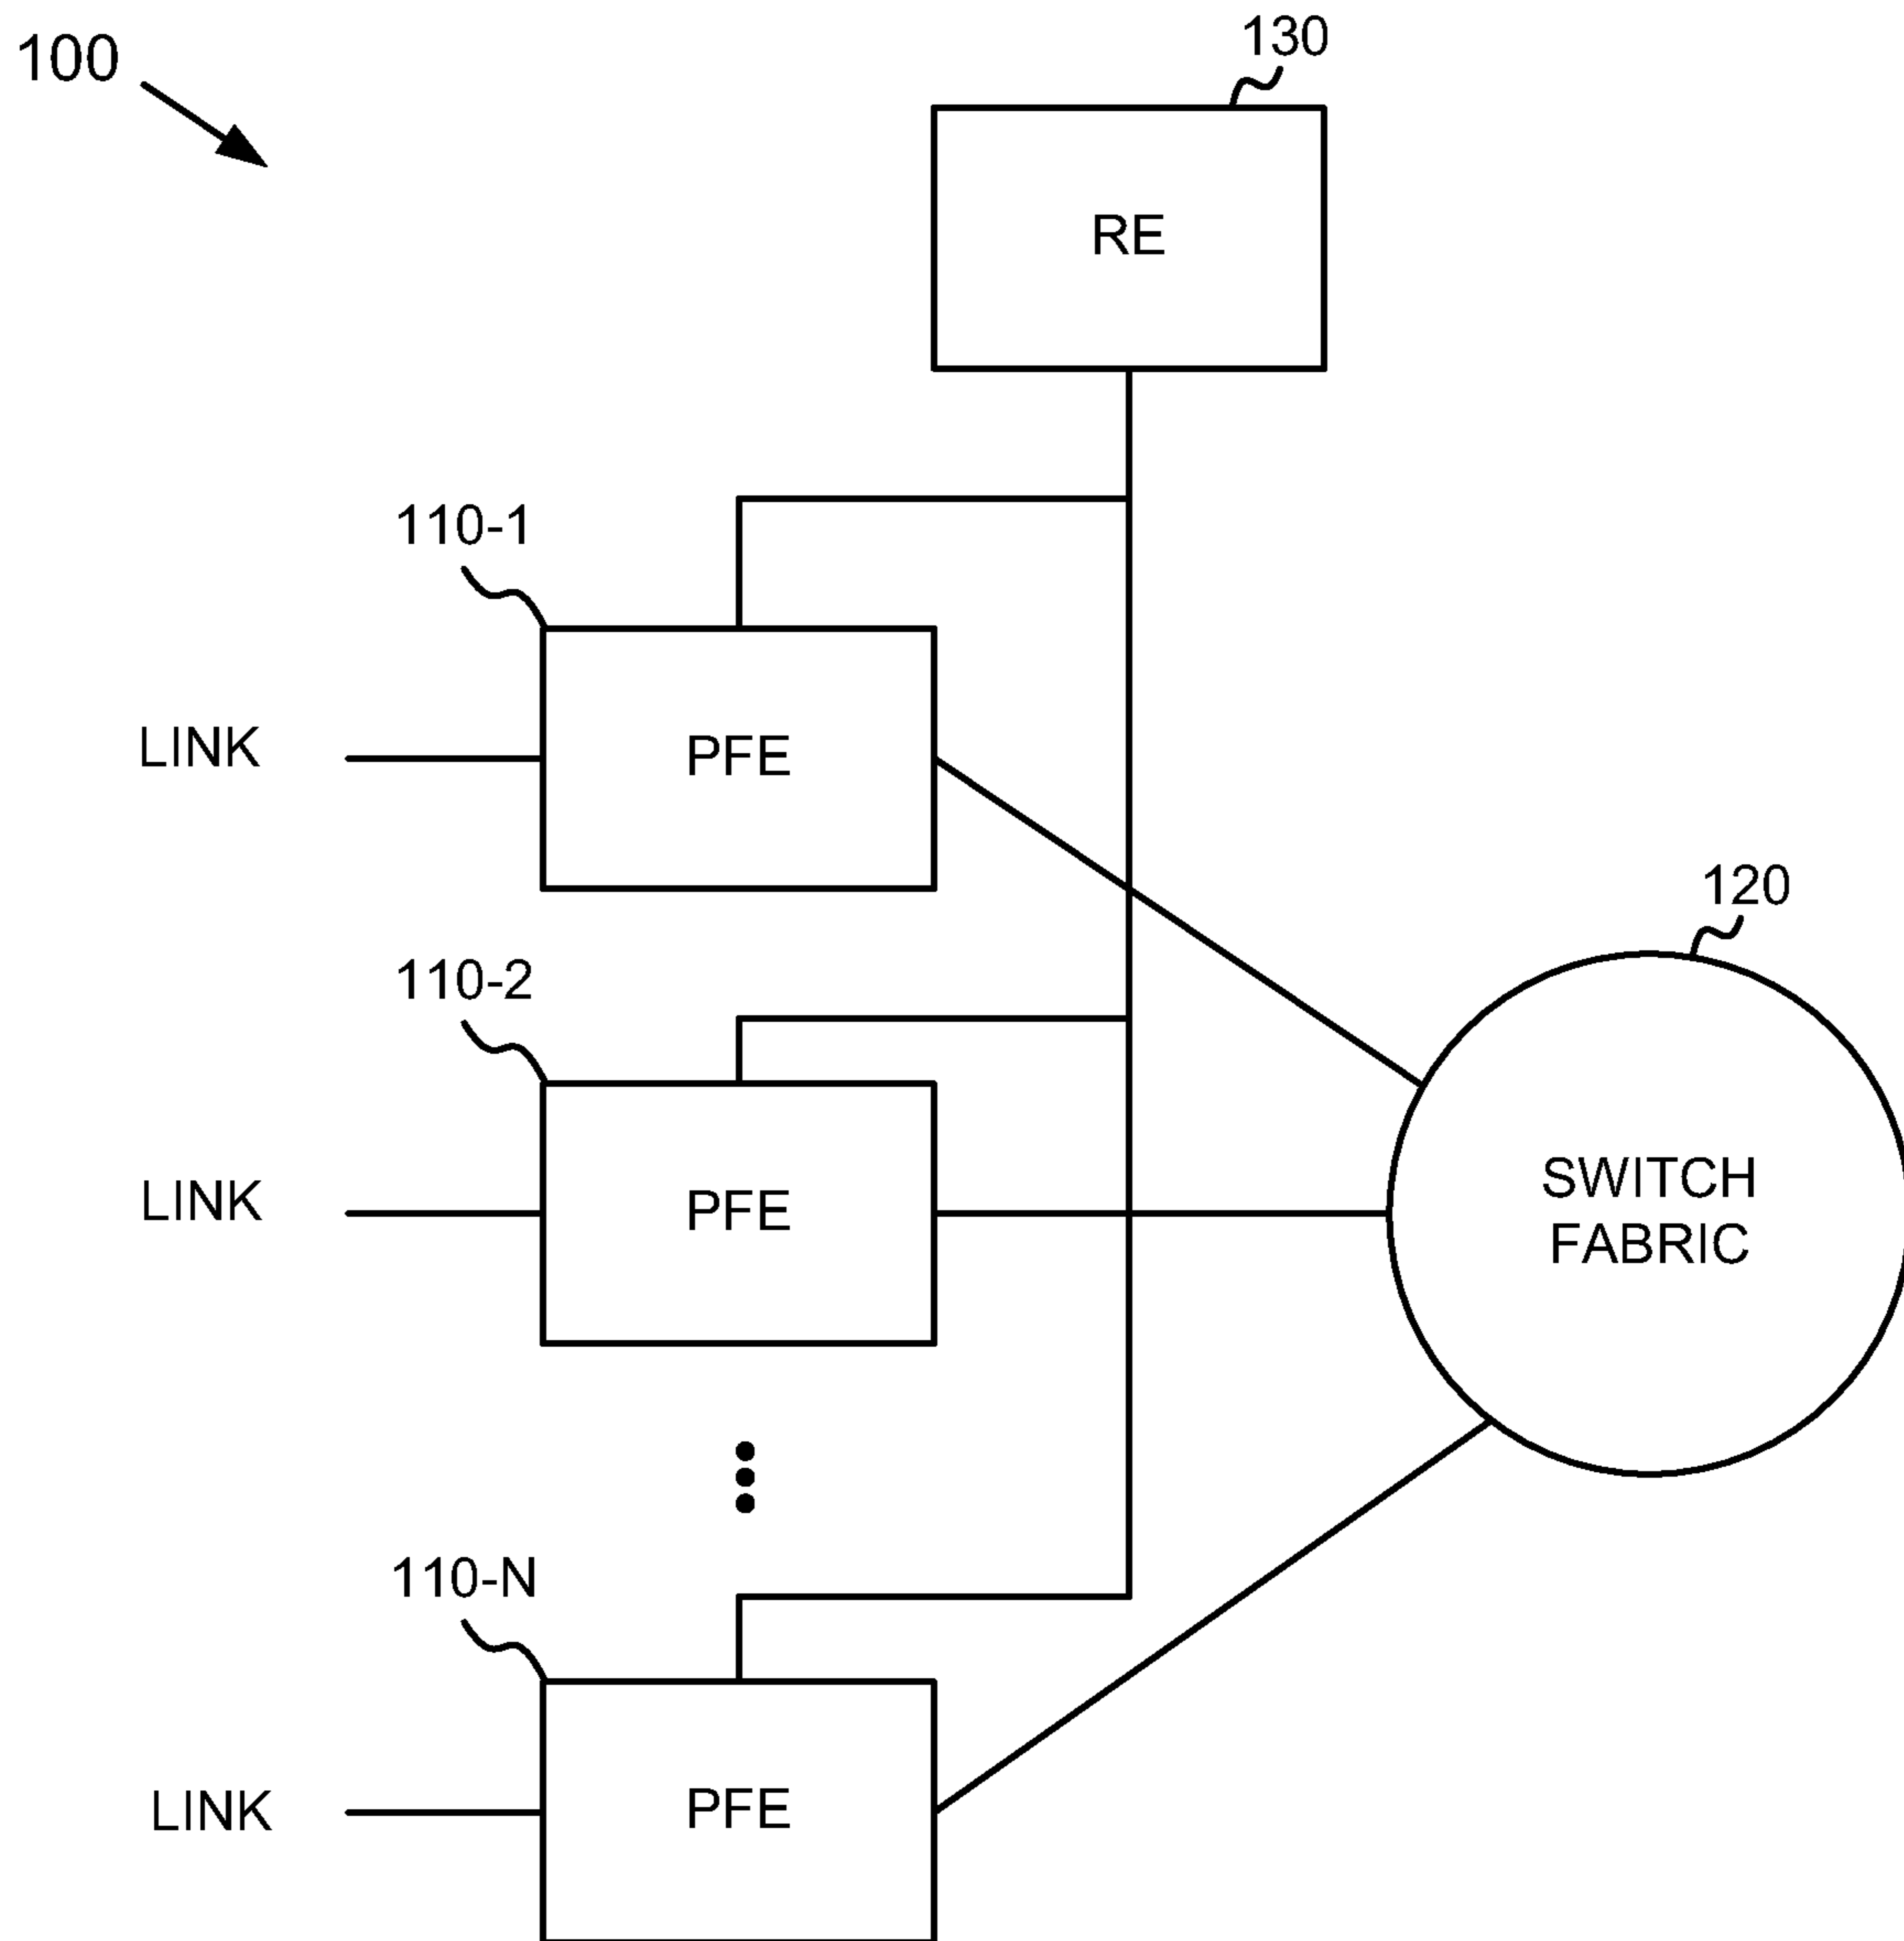 100
130
RE
110-1
LINK
PFE
120
110-2
LINK
PFE
SWITCH
FABRIC
110-N
LINK
PFE